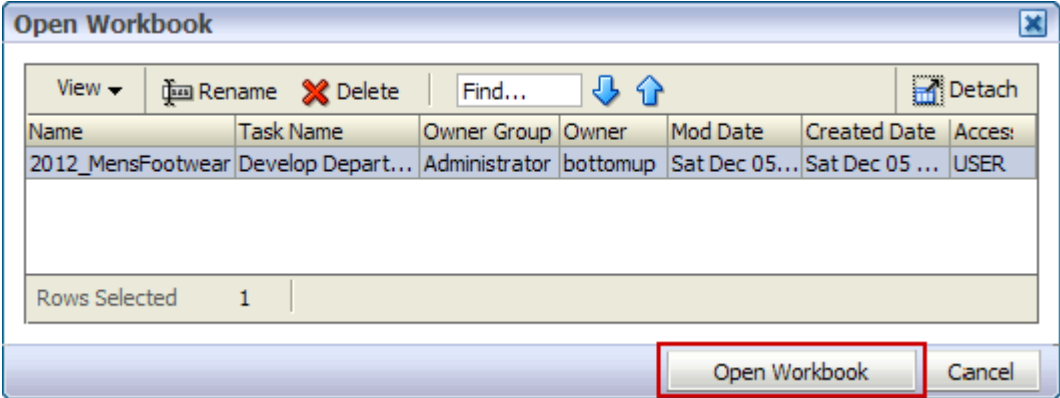 Open Workbook
View Rename Delete Find... Detach
Name Task Name Owner Group Owner Mod Date Created Date Acces
2012_MensFootwear Develop Depart... Administrator bottomup Sat Dec 05... Sat Dec 05 ... USER
Rows Selected 1
Open Workbook Cancel